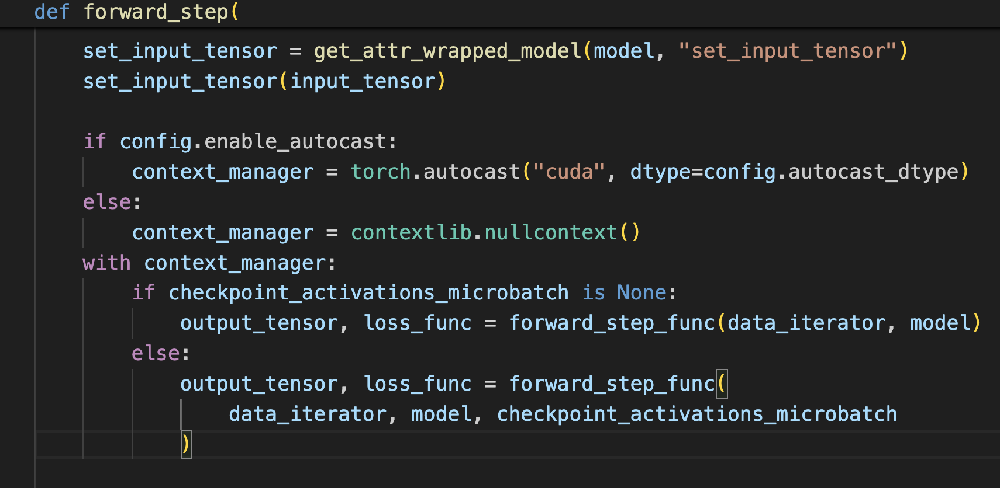 def forward_step(
set_input_tensor = get_attr_wrapped_model(model, "set_input_tensor")
set_input_tensor(input_tensor)
if config.enable_autocast:
context_manager = torch.autocast("cuda", dtype=config.autocast_dtype)
else:
context_manager = contextlib.nullcontext()
with context_manager:
if checkpoint_activations_microbatch is None:
output_tensor, loss_func = forward_step_func(data_iterator, model)
else:
output_tensor, loss_func = forward_step_func(
data_iterator, model, checkpoint_activations_microbatch
)